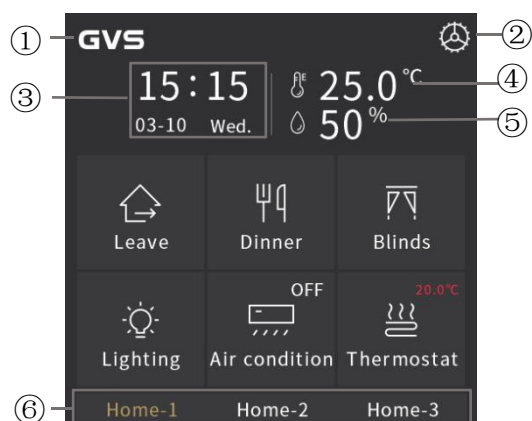 ① GVS ②
③ 15:15 E 25.0 °C ④
03-10 Wed. 50 % ⑤
Leave Dinner Blinds
OFF 20.0°C
Lighting Air condition Thermostat
⑥ Home-1 Home-2 Home-3